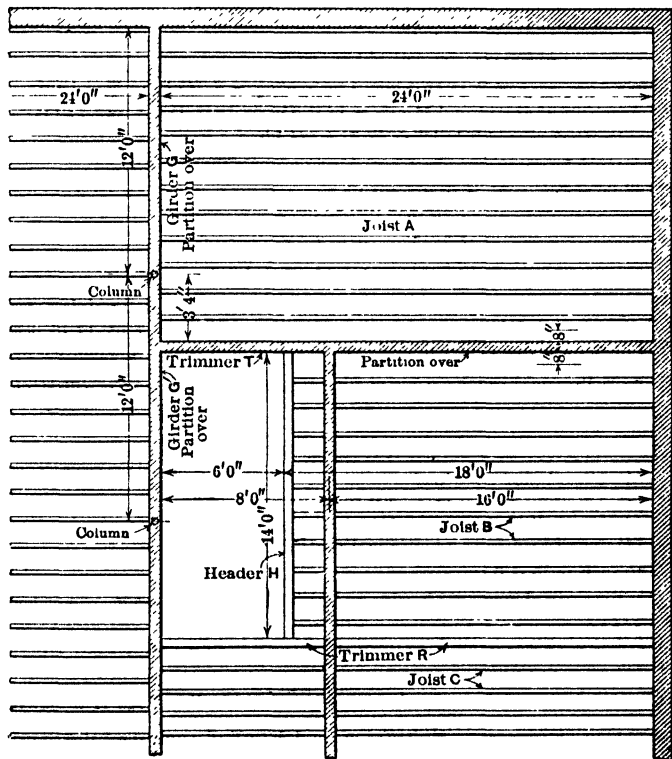 24'0"
24'0"
12'0"
Girder G
Partition over
Joist A
Column
3'4"
8" 8"
Trimmer T
Partition over
12'0"
Girder G
Partition
over
6'0"
18'0"
8'0"
16'0"
14'0"
Joist B
Column
Header H
Trimmer R
Joist C